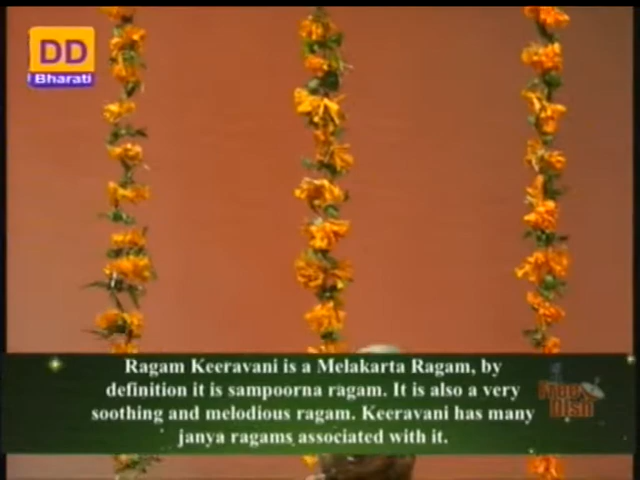 DD
Bharati
Ragam Keeravani is a Melakarta Ragam, by
definition it is sampoorna ragam. It is also a very
soothing and melodious ragam. Keeravani has many
janya ragams associated with it.
Free
Dish